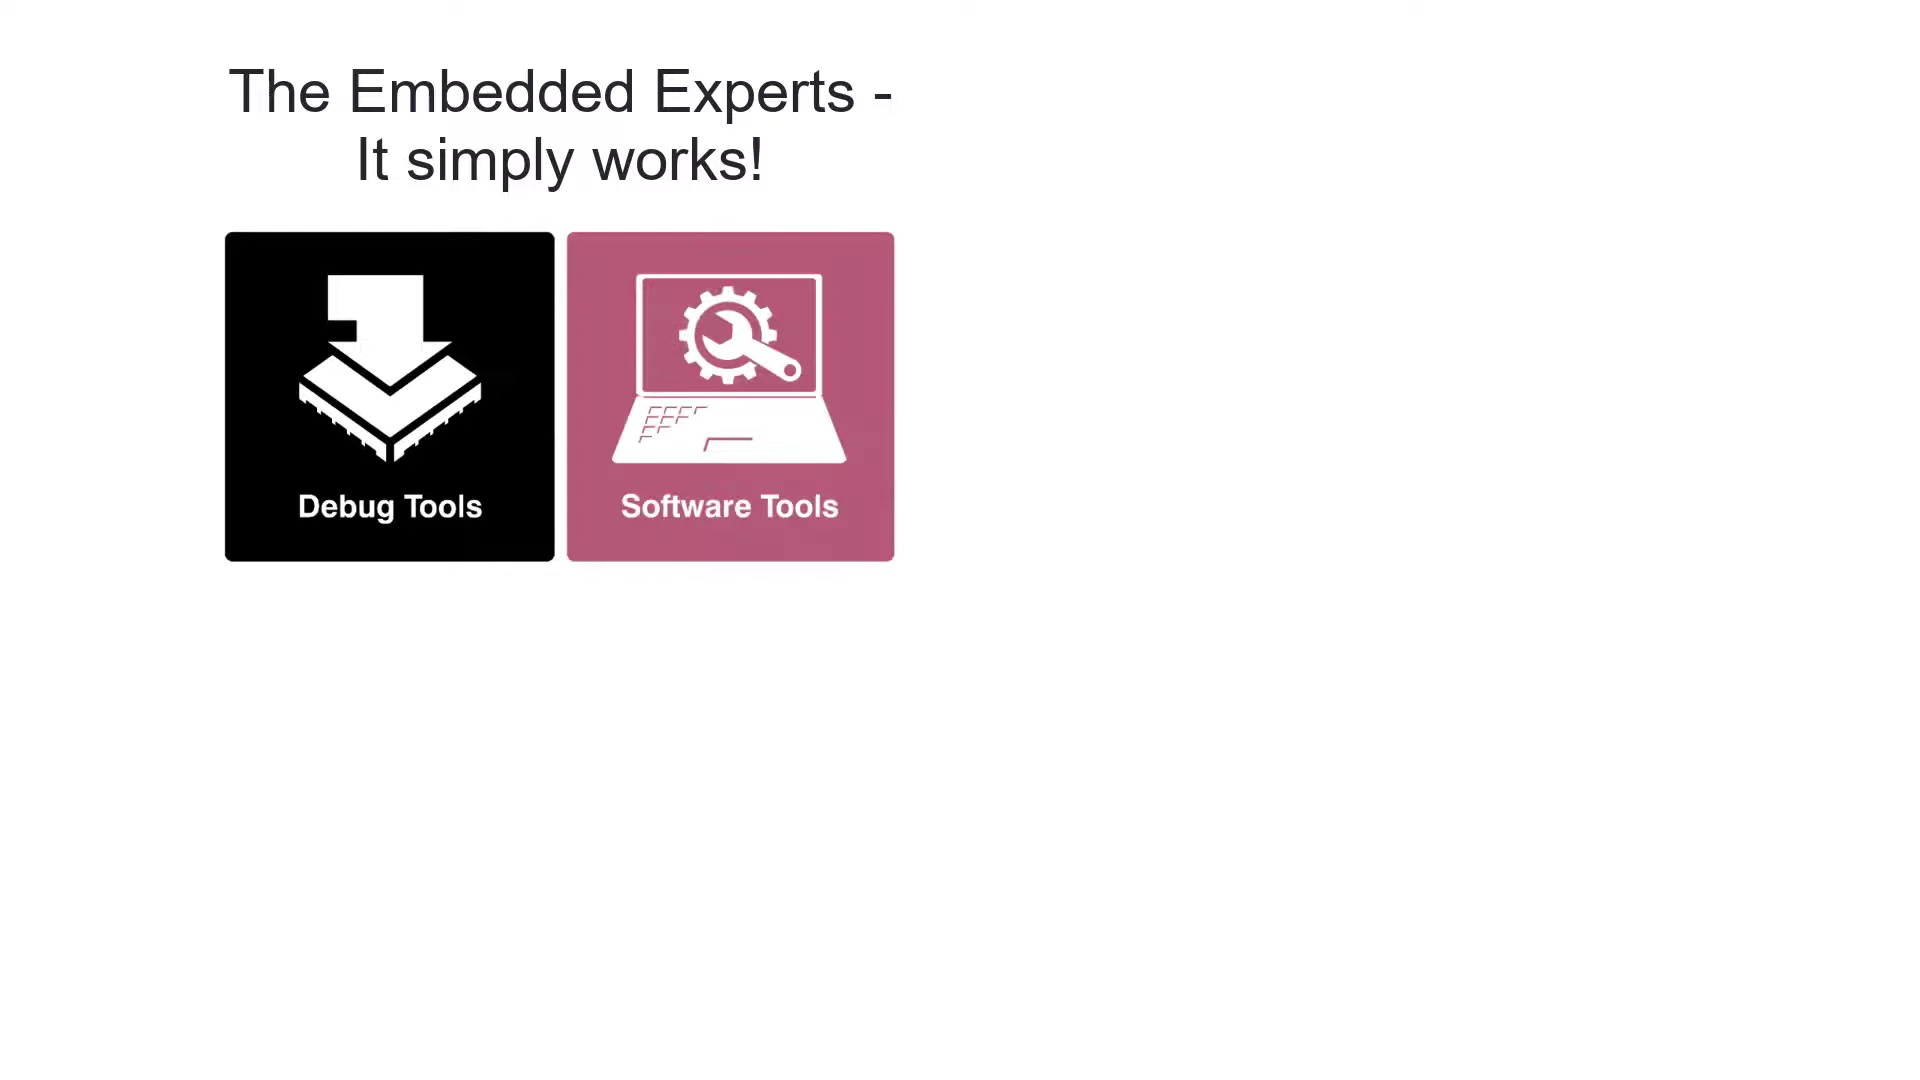 The Embedded Experts -
It simply works!
Debug Tools
Software Tools